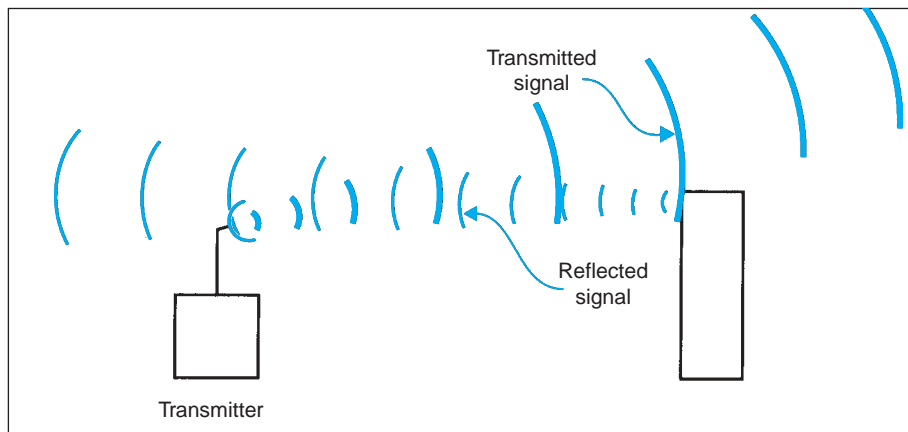 Transmitted
signal
Reflected
signal
Transmitter